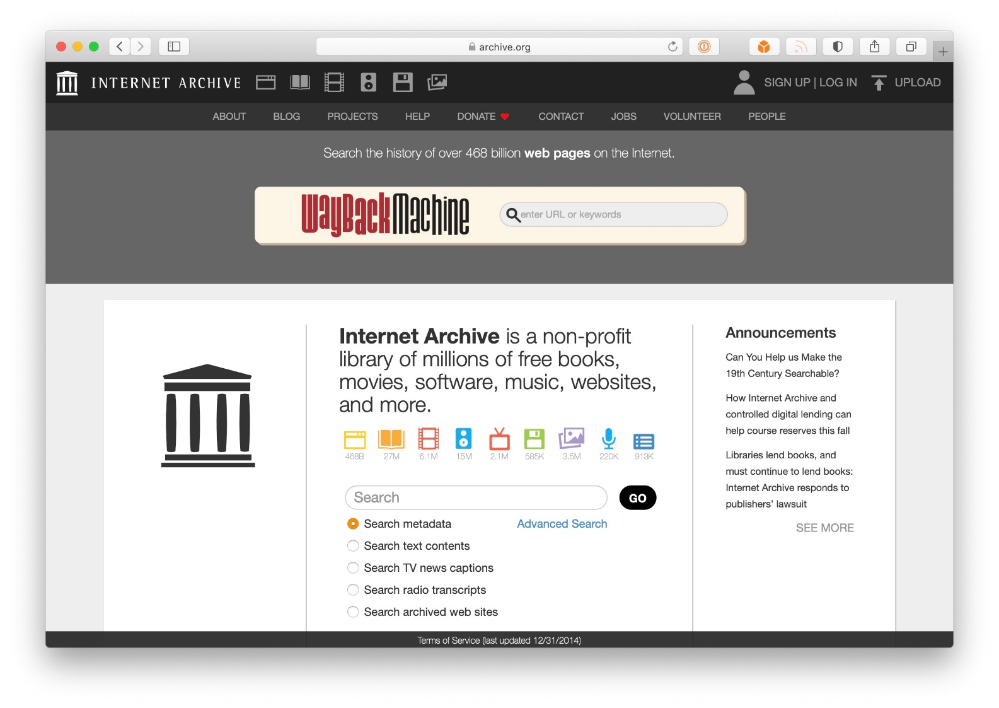 archive.org
INTERNET ARCHIVE
SIGN UP | LOG IN
UPLOAD
ABOUT BLOG PROJECTS HELP DONATE CONTACT JOBS VOLUNTEER PEOPLE
Search the history of over 468 billion web pages on the Internet.
WayBackMachine
enter URL or keywords
Internet Archive is a non-profit
library of millions of free books,
movies, software, music, websites,
and more.
468B 27M 6.1M 15M 2.1M 585K 3.5M 220K 913K
Search
GO
Search metadata
Advanced Search
Search text contents
Search TV news captions
Search radio transcripts
Search archived web sites
Announcements
Can You Help us Make the
19th Century Searchable?
How Internet Archive and
controlled digital lending can
help course reserves this fall
Libraries lend books, and
must continue to lend books:
Internet Archive responds to
publishers’ lawsuit
SEE MORE
Terms of Service (last updated 12/31/2014)